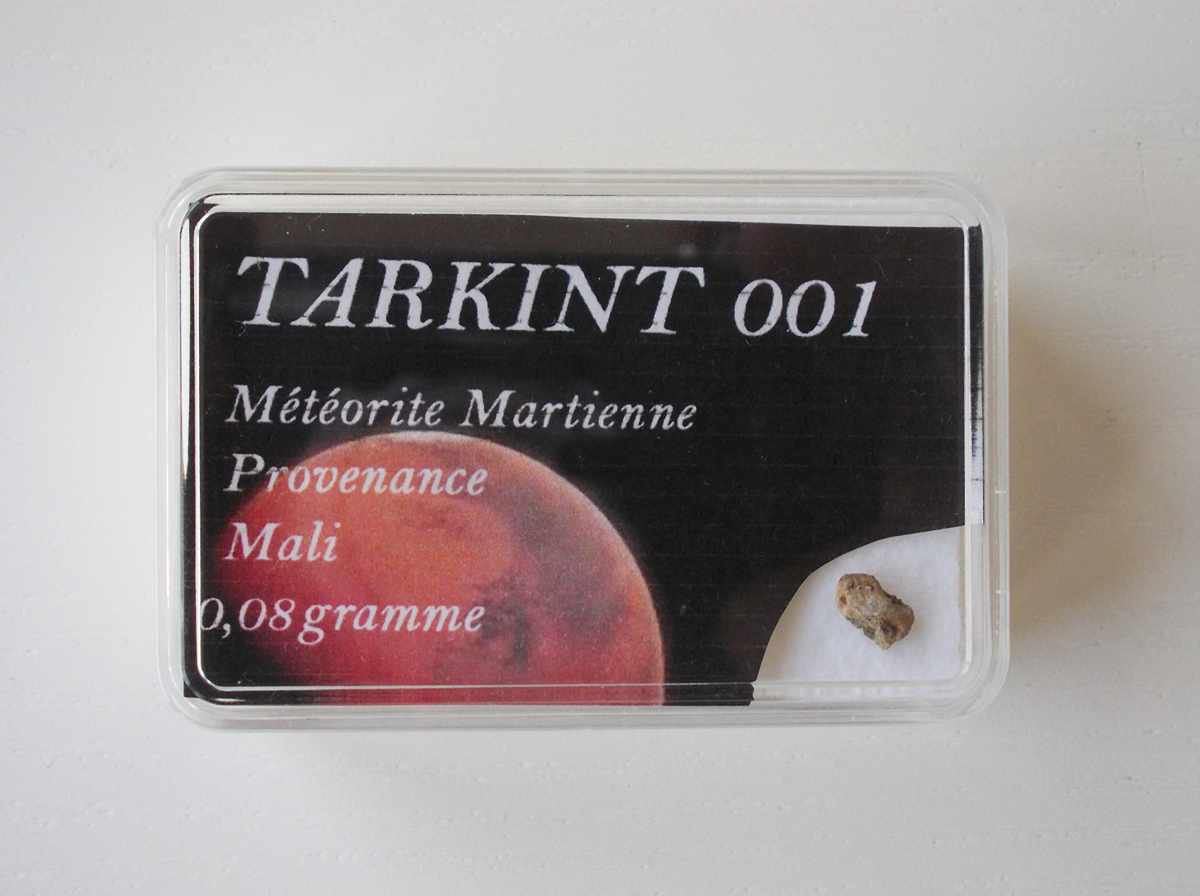 TARKINT 001
Météorite Martienne
Provenance
Mali
0,08 gramme